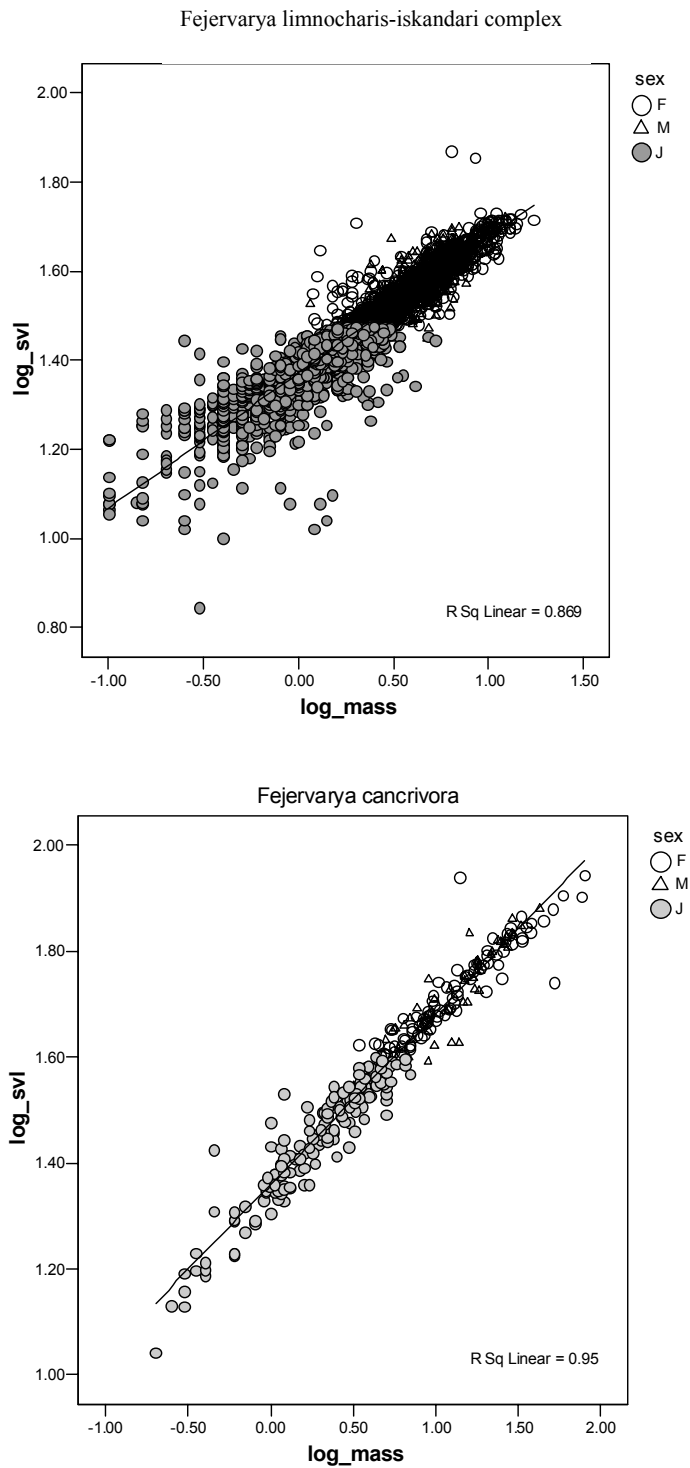 Fejervarya limnocharis-iskandari complex
sex
F
M
J
2.00
1.80
1.60
1.40
1.20
1.00
0.80
log_svl
R Sq Linear = 0.869
-1.00 -0.50 0.00 0.50 1.00 1.50
log_mass
Fejervarya cancrivora
sex
F
M
J
2.00
1.80
1.60
1.40
1.20
1.00
log_svl
R Sq Linear = 0.95
-1.00 -0.50 0.00 0.50 1.00 1.50 2.00
log_mass